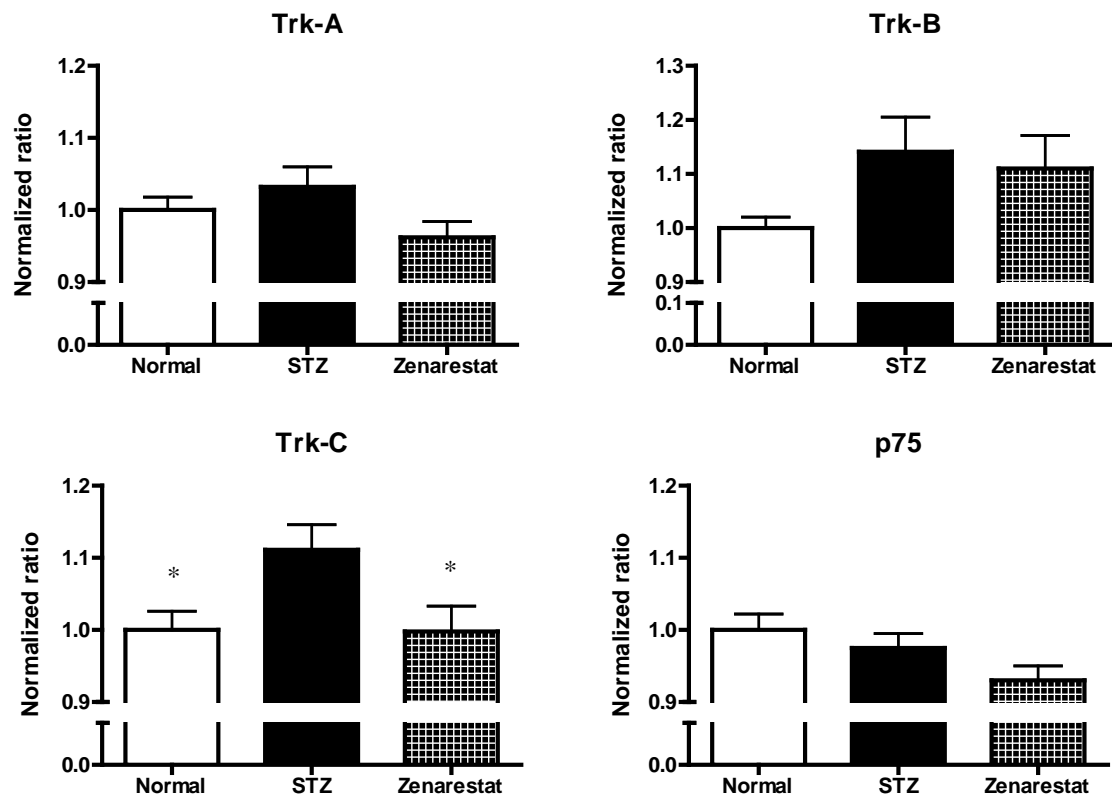 Trk-A
Normalized ratio
1.2
1.1
1.0
0.9
0.0
Normal STZ Zenarestat
Trk-B
Normalized ratio
1.3
1.2
1.1
1.0
0.9
0.1
0.0
Normal STZ Zenarestat
Trk-C
Normalized ratio
1.2
1.1
1.0
0.9
0.0
* *
Normal STZ Zenarestat
p75
Normalized ratio
1.2
1.1
1.0
0.9
0.0
Normal STZ Zenarestat